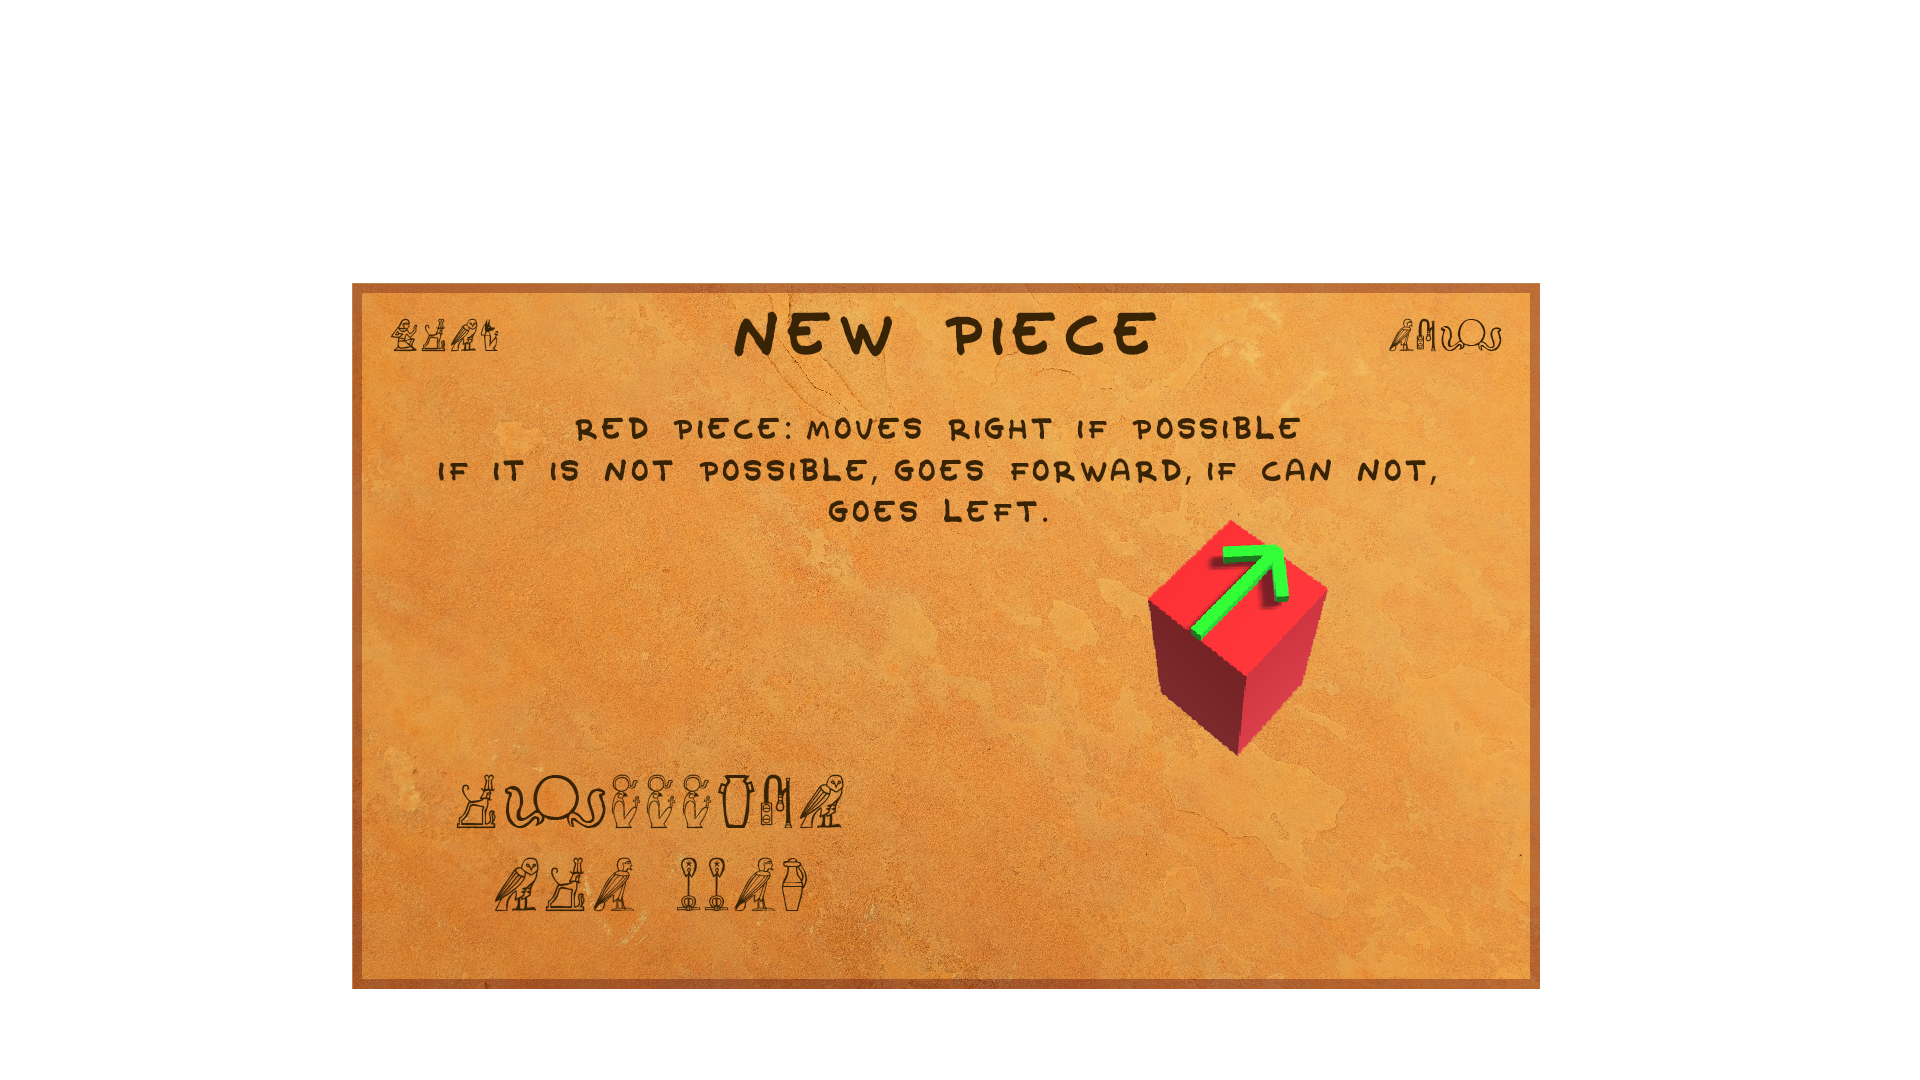 NEW PIECE
RED PIECE: MOVES RIGHT IF POSSIBLE
IF IT IS NOT POSSIBLE, GOES FORWARD, IF CAN NOT,
GOES LEFT.